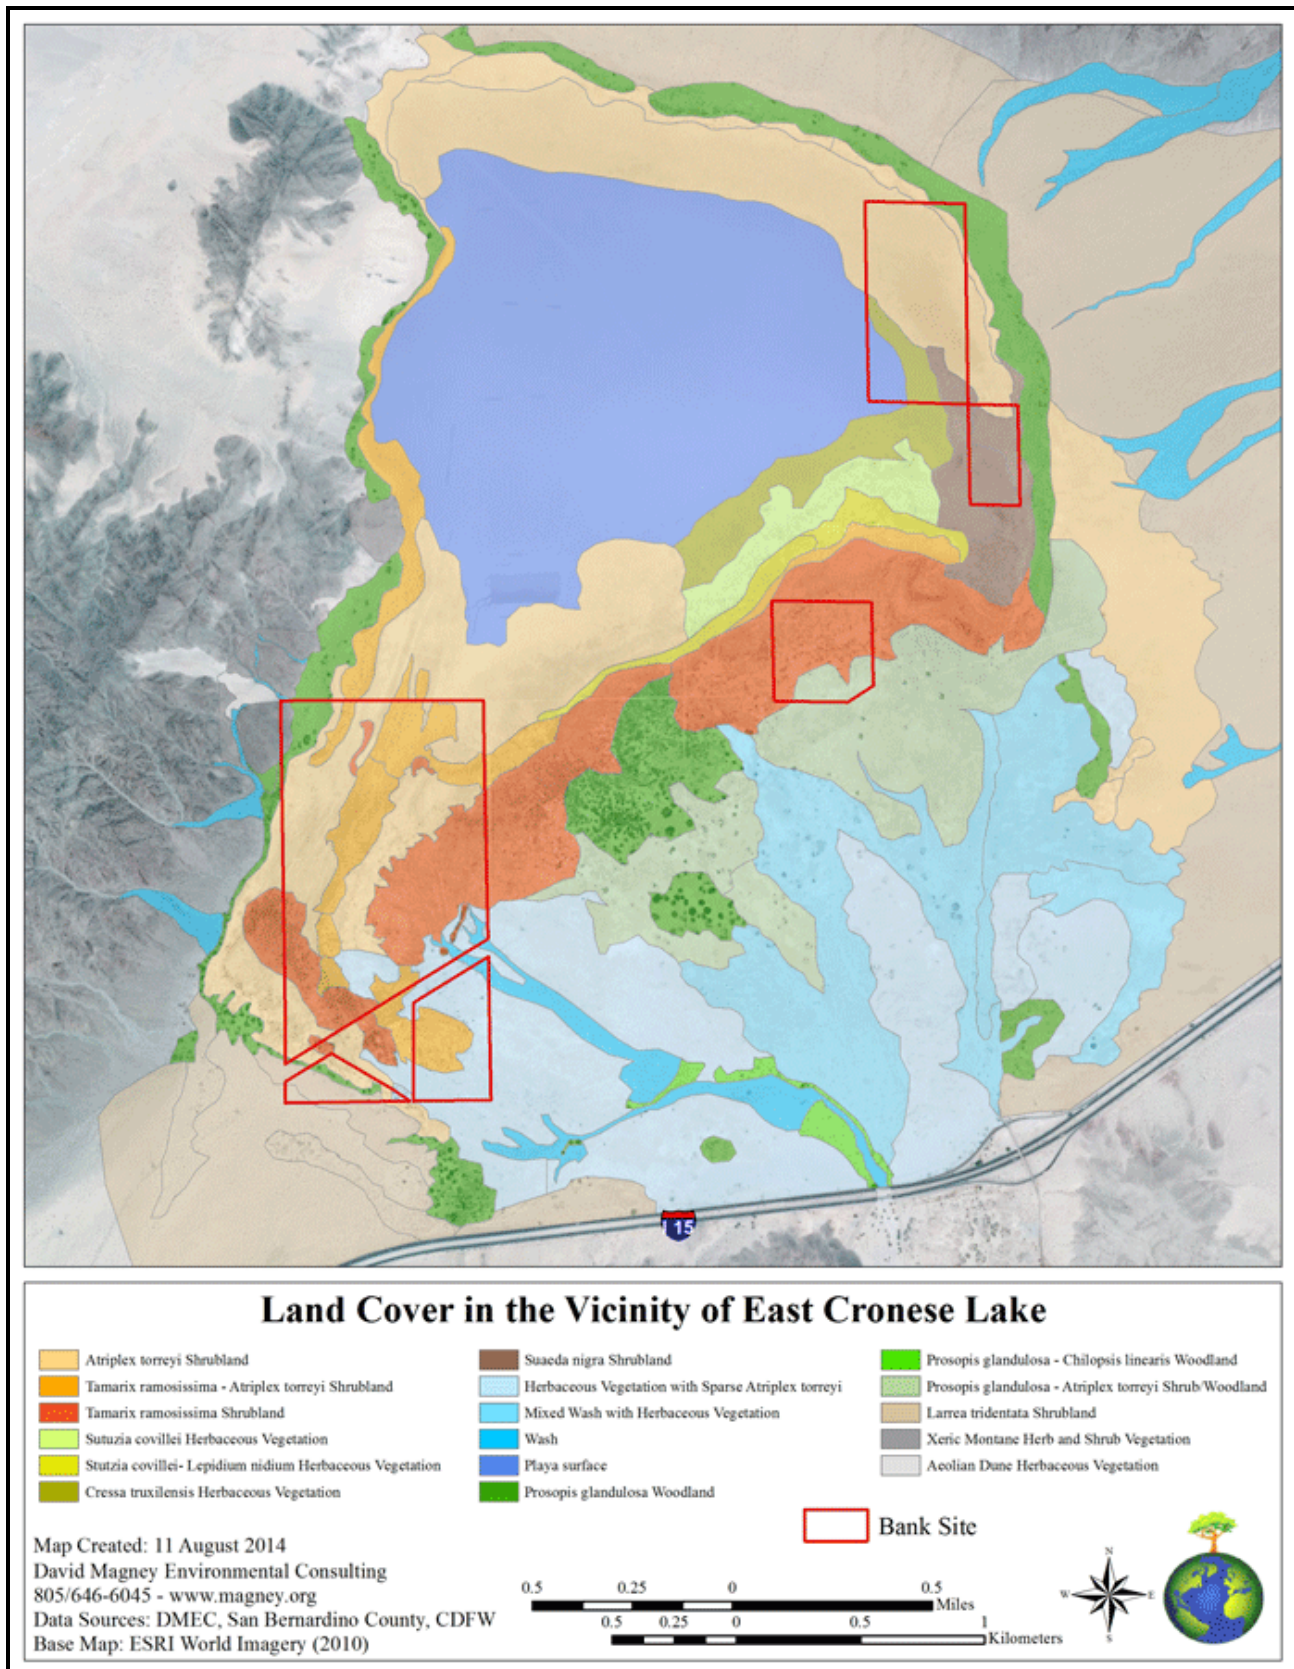 I 15
Land Cover in the Vicinity of East Cronese Lake
Atriplex torreyi Shrubland
Tamarix ramosissima - Atriplex torreyi Shrubland
Tamarix ramosissima Shrubland
Sutuzia covillei Herbaceous Vegetation
Stutzia covillei- Lepidium nidium Herbaceous Vegetation
Cressa truxilensis Herbaceous Vegetation
Suaeda nigra Shrubland
Herbaceous Vegetation with Sparse Atriplex torreyi
Mixed Wash with Herbaceous Vegetation
Wash
Playa surface
Prosopis glandulosa Woodland
Prosopis glandulosa - Chilopsis linearis Woodland
Prosopis glandulosa - Atriplex torreyi Shrub/Woodland
Larrea tridentata Shrubland
Xeric Montane Herb and Shrub Vegetation
Aeolian Dune Herbaceous Vegetation
Bank Site
Map Created: 11 August 2014
David Magney Environmental Consulting
805/646-6045 - www.magney.org
Data Sources: DMEC, San Bernardino County, CDFW
Base Map: ESRI World Imagery (2010)
0.5 0.25 0 0.5
Miles
0.5 0.25 0 0.5 1
Kilometers
N
W E
S